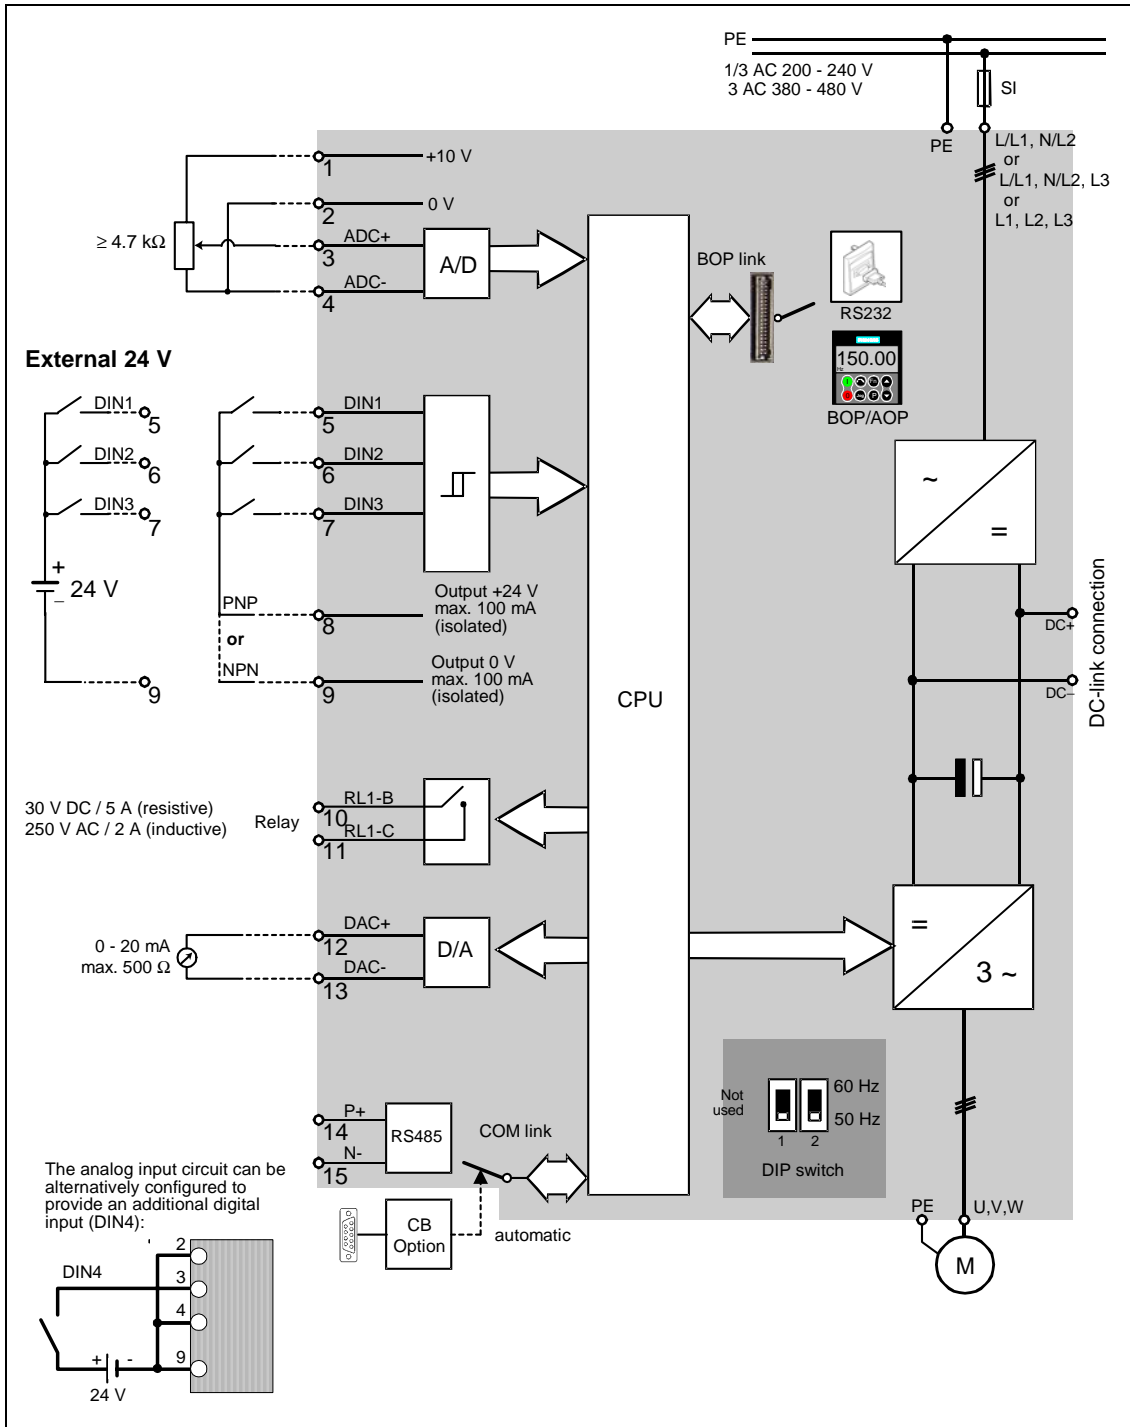 PE
1/3 AC 200 - 240 V
3 AC 380 - 480 V
SI
PE
L/L1, N/L2
or
L/L1, N/L2, L3
or
L1, L2, L3
1
+10 V
2
0 V
≥ 4.7 kΩ
ADC+
3
A/D
ADC-
4
BOP link
RS232
150.00
Hz
Fn
Jog
P
BOP/AOP
External 24 V
DIN1
5
DIN2
6
DIN3
7
+
24 V
–
9
DIN1
5
DIN2
6
DIN3
7
PNP
8
or
NPN
9
Output +24 V
max. 100 mA
(isolated)
Output 0 V
max. 100 mA
(isolated)
CPU
~
=
DC+
DC–
DC-link connection
30 V DC / 5 A (resistive)
250 V AC / 2 A (inductive)
Relay
RL1-B
10
RL1-C
11
0 - 20 mA
max. 500 Ω
DAC+
12
D/A
DAC-
13
=
3 ~
P+
14
RS485
N-
15
COM link
CB
Option
automatic
Not
used
60 Hz
50 Hz
1 2
DIP switch
PE
U,V,W
M
The analog input circuit can be
alternatively configured to
provide an additional digital
input (DIN4):
2
DIN4
3
4
9
+ -
24 V